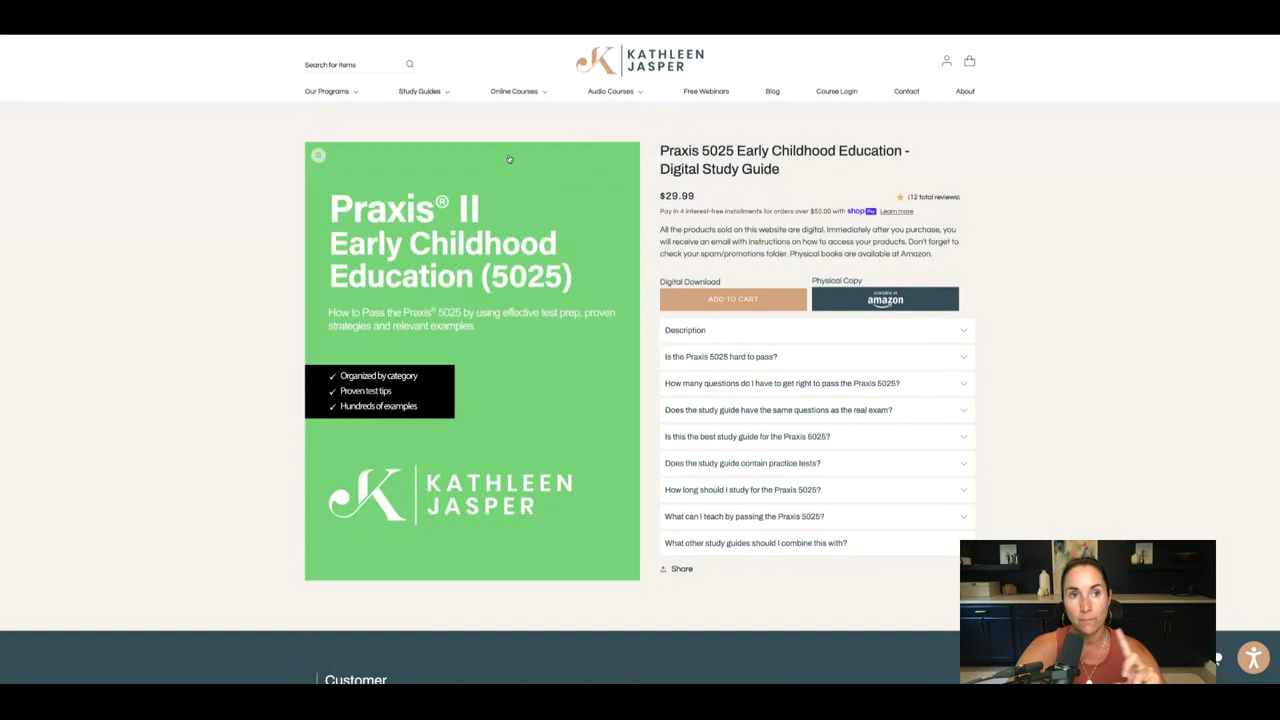 Search for items
KATHLEEN
JASPER
Our Programs
Study Guides
Online Courses
Audio Courses
Free Webinars
Blog
Course Login
Contact
About
Praxis® II
Early Childhood
Education (5025)
How to Pass the Praxis® 5025 by using effective test prep, proven
strategies and relevant examples.
✓ Organized by category
✓ Proven test tips
✓ Hundreds of examples
KATHLEEN
JASPER
Praxis 5025 Early Childhood Education -
Digital Study Guide
$29.99
(12 total reviews)
Pay in 4 interest-free installments for orders over $50.00 with shop Pay Learn more
All the products sold on this website are digital. Immediately after you purchase, you
will receive an email with instructions on how to access your products. Don't forget to
check your spam/promotions folder. Physical books are available at Amazon.
Digital Download
Physical Copy
ADD TO CART
available at
amazon
Description
Is the Praxis 5025 hard to pass?
How many questions do I have to get right to pass the Praxis 5025?
Does the study guide have the same questions as the real exam?
Is this the best study guide for the Praxis 5025?
Does the study guide contain practice tests?
How long should I study for the Praxis 5025?
What can I teach by passing the Praxis 5025?
What other study guides should I combine this with?
Share
Customer